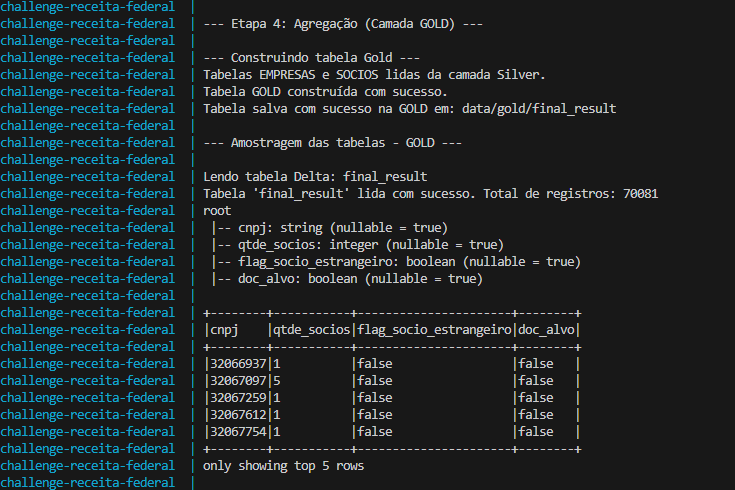 challenge-receita-federal |
challenge-receita-federal | --- Etapa 4: Agregação (Camada GOLD) ---
challenge-receita-federal |
challenge-receita-federal | --- Construindo tabela Gold ---
challenge-receita-federal | Tabelas EMPRESAS e SOCIOS lidas da camada Silver.
challenge-receita-federal | Tabela GOLD construída com sucesso.
challenge-receita-federal | Tabela salva com sucesso na GOLD em: data/gold/final_result
challenge-receita-federal |
challenge-receita-federal | --- Amostragem das tabelas - GOLD ---
challenge-receita-federal |
challenge-receita-federal | Lendo tabela Delta: final_result
challenge-receita-federal | Tabela 'final_result' lida com sucesso. Total de registros: 70081
challenge-receita-federal | root
challenge-receita-federal |  |-- cnpj: string (nullable = true)
challenge-receita-federal |  |-- qtde_socios: integer (nullable = true)
challenge-receita-federal |  |-- flag_socio_estrangeiro: boolean (nullable = true)
challenge-receita-federal |  |-- doc_alvo: boolean (nullable = true)
challenge-receita-federal |
challenge-receita-federal | +--------+-----------+----------------------+--------+
challenge-receita-federal | |cnpj    |qtde_socios|flag_socio_estrangeiro|doc_alvo|
challenge-receita-federal | +--------+-----------+----------------------+--------+
challenge-receita-federal | |32066937|1          |false                 |false   |
challenge-receita-federal | |32067097|5          |false                 |false   |
challenge-receita-federal | |32067259|1          |false                 |false   |
challenge-receita-federal | |32067612|1          |false                 |false   |
challenge-receita-federal | |32067754|1          |false                 |false   |
challenge-receita-federal | +--------+-----------+----------------------+--------+
challenge-receita-federal | only showing top 5 rows
challenge-receita-federal |